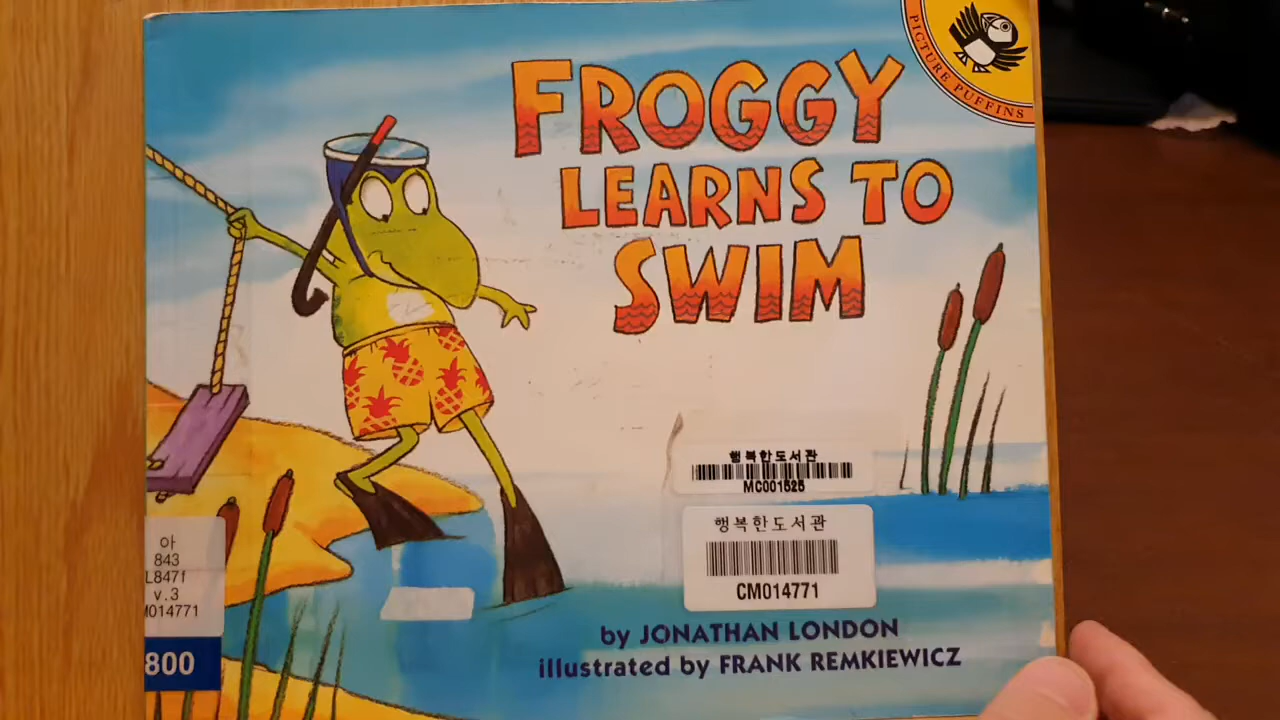 PICTURE PUFFINS
FROGGY
LEARNS TO
SWIM
행복한도서관
MC001525
행복한도서관
CM014771
아
843
L847f
v.3
M014771
800
by JONATHAN LONDON
illustrated by FRANK REMKIEWICZ